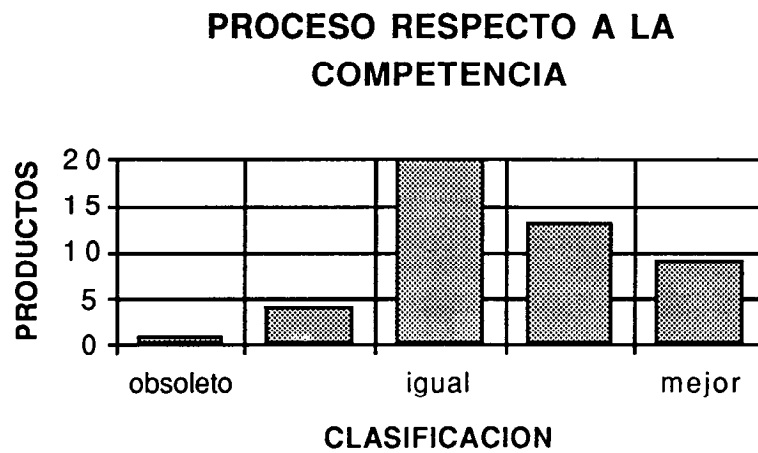 PROCESO RESPECTO A LA
COMPETENCIA
PRODUCTOS
20
15
10
5
0
obsoleto igual mejor
CLASIFICACION